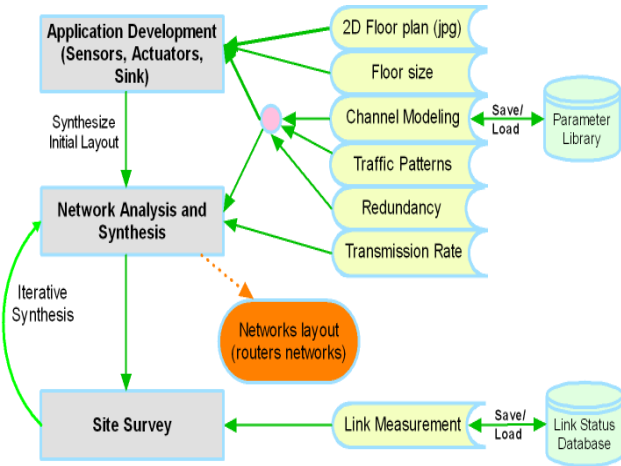 Application Development
(Sensors, Actuators,
Sink)
2D Floor plan (jpg)
Floor size
Channel Modeling
Save/
Load
Parameter
Library
Traffic Patterns
Redundancy
Transmission Rate
Synthesize
Initial Layout
Network Analysis and
Synthesis
Iterative
Synthesis
Networks layout
(routers networks)
Site Survey
Link Measurement
Save/
Load
Link Status
Database